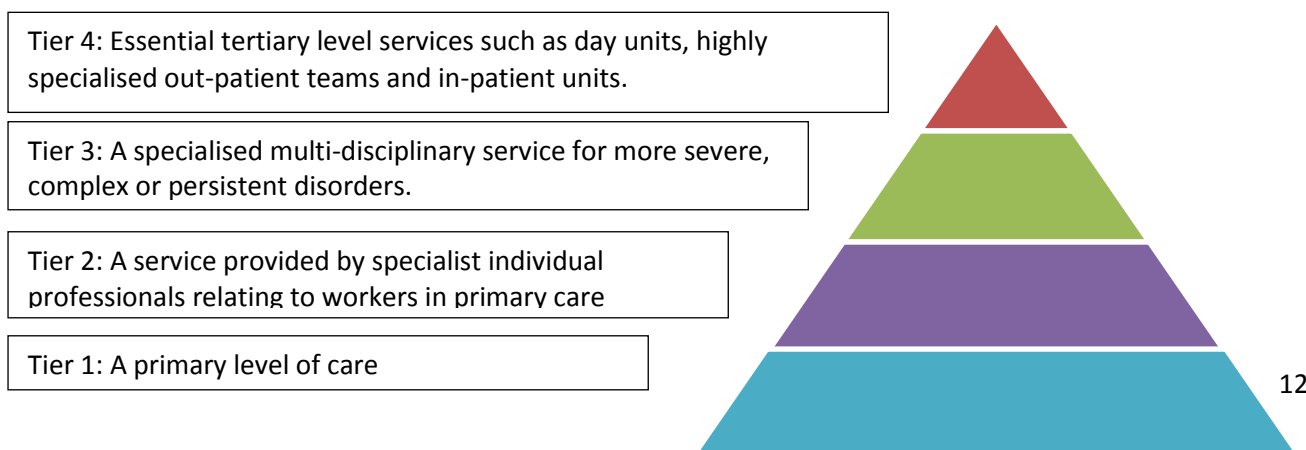 Tier 4: Essential tertiary level services such as day units, highly
specialised out-patient teams and in-patient units.
Tier 3: A specialised multi-disciplinary service for more severe,
complex or persistent disorders.
Tier 2: A service provided by specialist individual
professionals relating to workers in primary care
Tier 1: A primary level of care
12